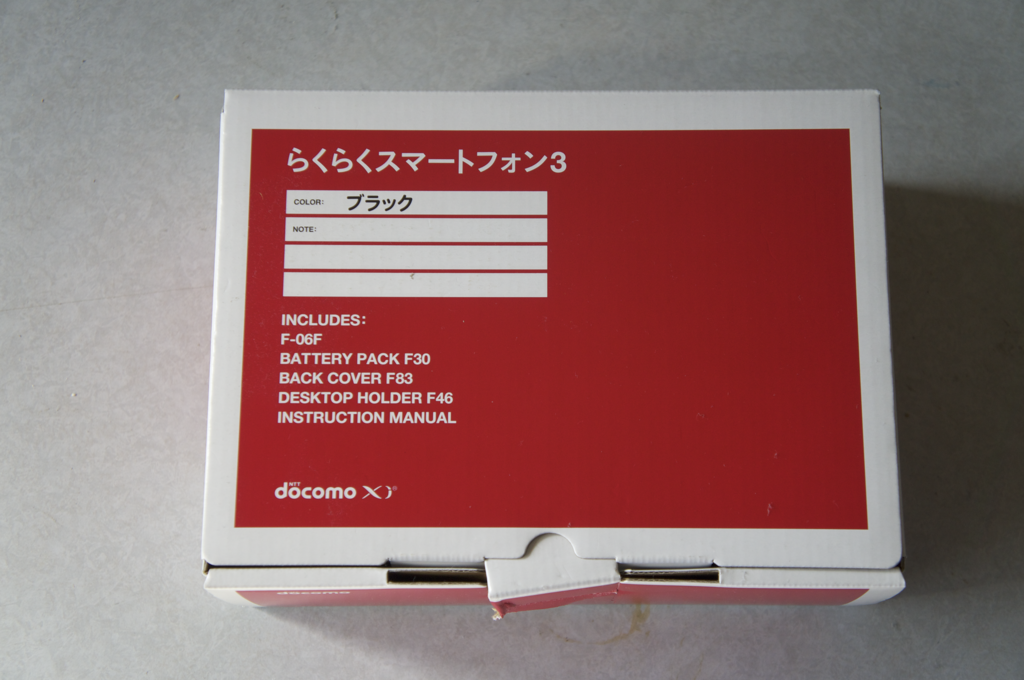 らくらくスマートフォン3
COLOR: ブラック
NOTE:
INCLUDES:
F-06F
BATTERY PACK F30
BACK COVER F83
DESKTOP HOLDER F46
INSTRUCTION MANUAL
NTT
docomo Xi®
docomo